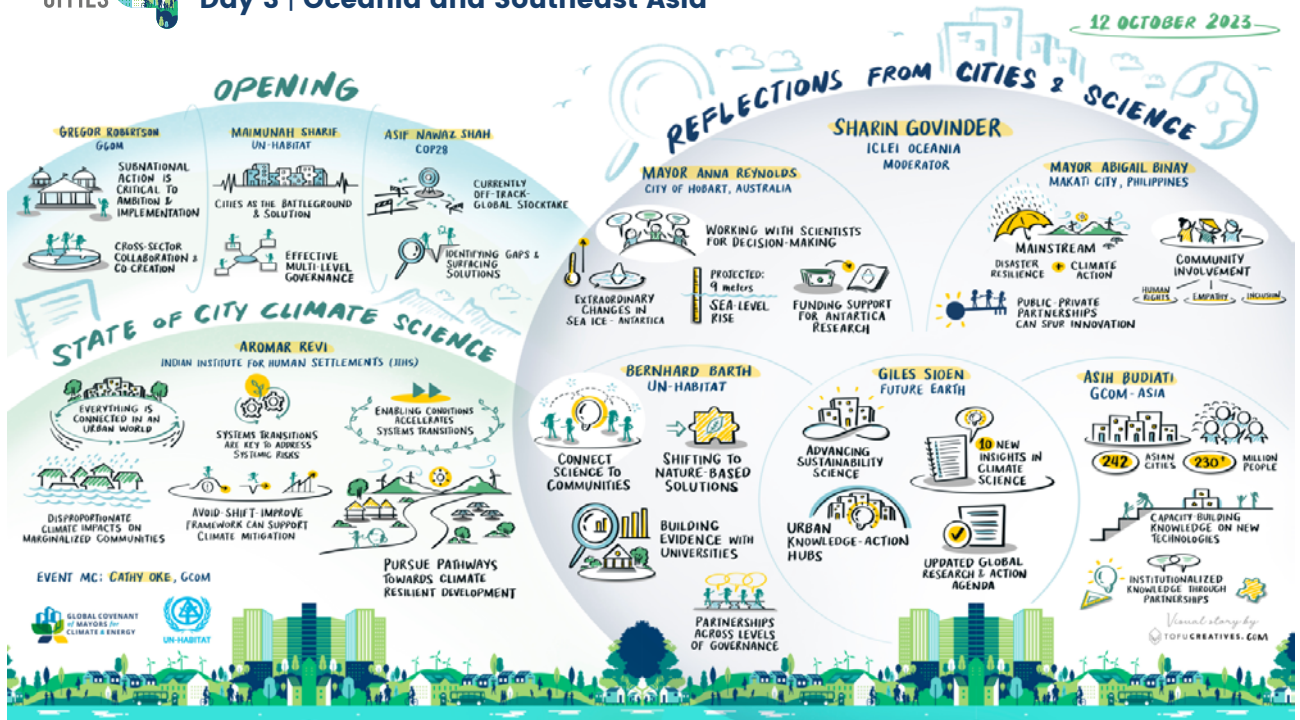 CITIES
Day 3 | Oceania and Southeast Asia
12 OCTOBER 2023
OPENING
GREGOR ROBERTSON
GCOM
SUBNATIONAL
ACTION IS
CRITICAL TO
AMBITION &
IMPLEMENTATION
CROSS-SECTOR
COLLABORATION &
CO-CREATION
MAIMUNAH SHARIF
UN-HABITAT
CITIES AS THE BATTLEGROUND
& SOLUTION
EFFECTIVE
MULTI-LEVEL
GOVERNANCE
ASIF NAWAZ SHAH
COP28
CURRENTLY
OFF-TRACK-
GLOBAL STOCKTAKE
IDENTIFYING GAPS &
SURFACING
SOLUTIONS
STATE OF CITY CLIMATE SCIENCE
AROMAR REVI
INDIAN INSTITUTE FOR HUMAN SETTLEMENTS (IIHS)
EVERYTHING IS
CONNECTED IN AN
URBAN WORLD
SYSTEMS TRANSITIONS
ARE KEY TO ADDRESS
SYSTEMIC RISKS
ENABLING CONDITIONS
ACCELERATES
SYSTEMS TRANSITIONS
DISPROPORTIONATE
CLIMATE IMPACTS ON
MARGINALIZED COMMUNITIES
AVOID-SHIFT-IMPROVE
FRAMEWORK CAN SUPPORT
CLIMATE MITIGATION
PURSUE PATHWAYS
TOWARDS CLIMATE
RESILIENT DEVELOPMENT
EVENT MC: CATHY OKE, GCOM
GLOBAL COVENANT
of MAYORS for
CLIMATE & ENERGY
UN-HABITAT
REFLECTIONS FROM CITIES & SCIENCE
SHARIN GOVINDER
ICLEI OCEANIA
MODERATOR
MAYOR ANNA REYNOLDS
CITY OF HOBART, AUSTRALIA
WORKING WITH SCIENTISTS
FOR DECISION-MAKING
EXTRAORDINARY
CHANGES IN
SEA ICE - ANTARTICA
PROJECTED:
9 meters
SEA-LEVEL
RISE
FUNDING SUPPORT
FOR ANTARTICA
RESEARCH
MAYOR ABIGAIL BINAY
MAKATI CITY, PHILIPPINES
MAINSTREAM
DISASTER
RESILIENCE + CLIMATE
ACTION
COMMUNITY
INVOLVEMENT
HUMAN
RIGHTS
EMPATHY
INCLUSION
PUBLIC-PRIVATE
PARTNERSHIPS
CAN SPUR INNOVATION
BERNHARD BARTH
UN-HABITAT
CONNECT
SCIENCE TO
COMMUNITIES
SHIFTING TO
NATURE-BASED
SOLUTIONS
BUILDING
EVIDENCE WITH
UNIVERSITIES
PARTNERSHIPS
ACROSS LEVELS
OF GOVERNANCE
GILES SIOEN
FUTURE EARTH
ADVANCING
SUSTAINABILITY
SCIENCE
10 NEW
INSIGHTS IN
CLIMATE
SCIENCE
URBAN
KNOWLEDGE-ACTION
HUBS
UPDATED GLOBAL
RESEARCH & ACTION
AGENDA
ASIH BUDIATI
GCOM-ASIA
242 ASIAN
CITIES
230+ MILLION
PEOPLE
CAPACITY-BUILDING
KNOWLEDGE ON NEW
TECHNOLOGIES
INSTITUTIONALIZED
KNOWLEDGE THROUGH
PARTNERSHIPS
Visual story by
TOFUCREATIVES.COM